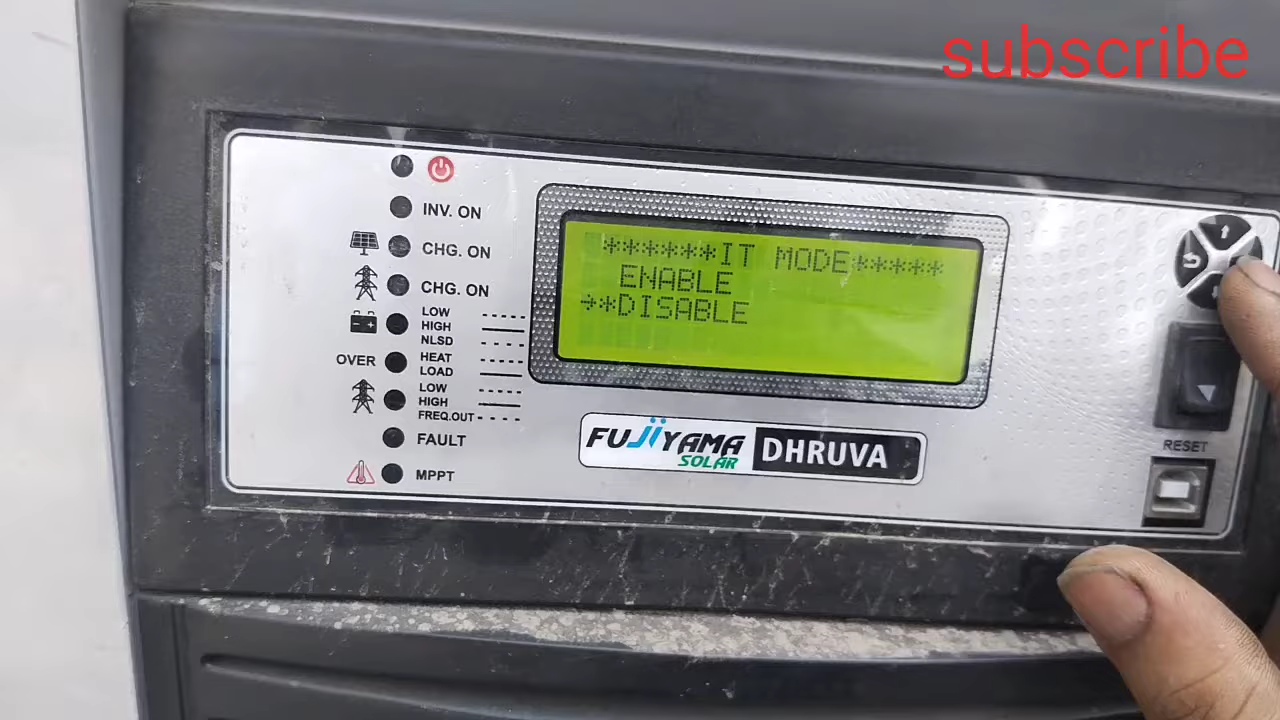 subscribe
INV. ON
CHG. ON
CHG. ON
LOW
HIGH
NLSD
OVER
HEAT
LOAD
LOW
HIGH
FREQ.OUT
FAULT
MPPT
******IT MODE*****
ENABLE
→*DISABLE
FUJIYAMA
SOLAR
DHRUVA
RESET